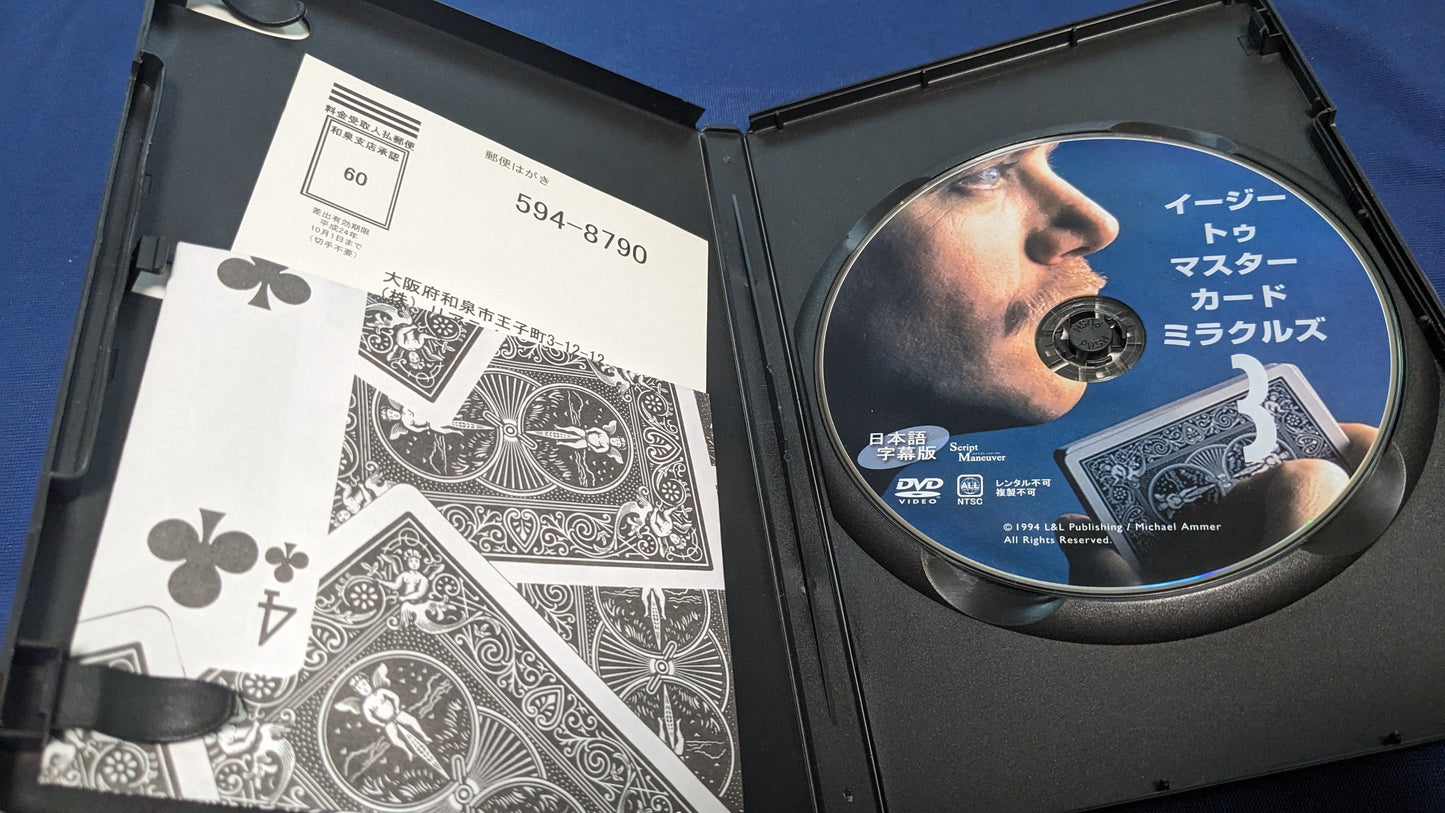 料金受取人払郵便
和泉支店承認
60
差出有効期限
平成24年
10月1日まで
(切手不要)
郵便はがき
594-8790
大阪府和泉市王子町3-12-12
(株)
4
イージー
トゥ
マスター
カード
ミラクルズ
3
日本語
字幕版
Script
Maneuver
DVD
VIDEO
ALL
NTSC
レンタル不可
複製不可
©1994 L&L Publishing / Michael Ammer
All Rights Reserved.
PUSH
PUSH